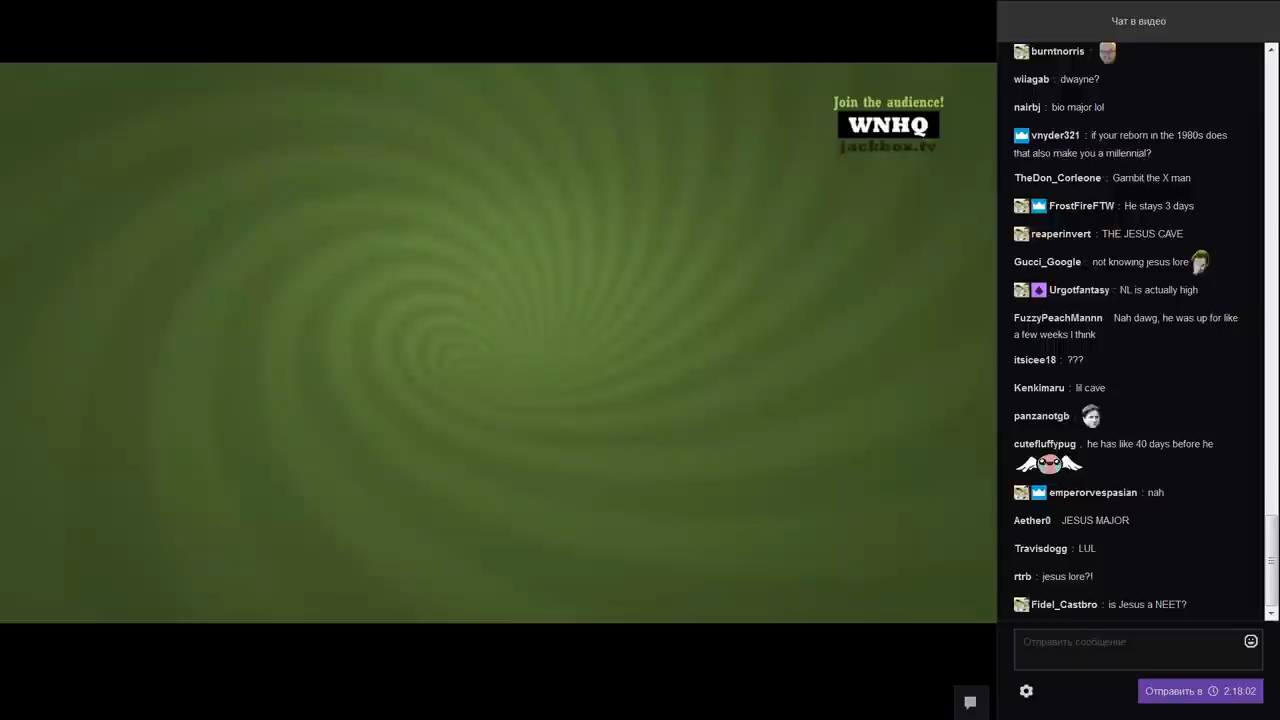 Join the audience!
WNHQ
jackbox.tv
Чат в видео
burntnorris :
wiiagab : dwayne?
nairbj : bio major lol
vnyder321 : if your reborn in the 1980s does
that also make you a millennial?
TheDon_Corleone : Gambit the X man
FrostFireFTW : He stays 3 days
reaperinvert : THE JESUS CAVE
Gucci_Google : not knowing jesus lore
Urgotfantasy : NL is actually high
FuzzyPeachMannn : Nah dawg, he was up for like
a few weeks I think
itsicee18 : ???
Kenkimaru : lil cave
panzanotgb :
cutefluffypug : he has like 40 days before he
emperorvespasian : nah
Aether0 : JESUS MAJOR
Travisdogg : LUL
rtrb : jesus lore?!
Fidel_Castbro : is Jesus a NEET?
Отправить сообщение
Отправить в 2:18:02